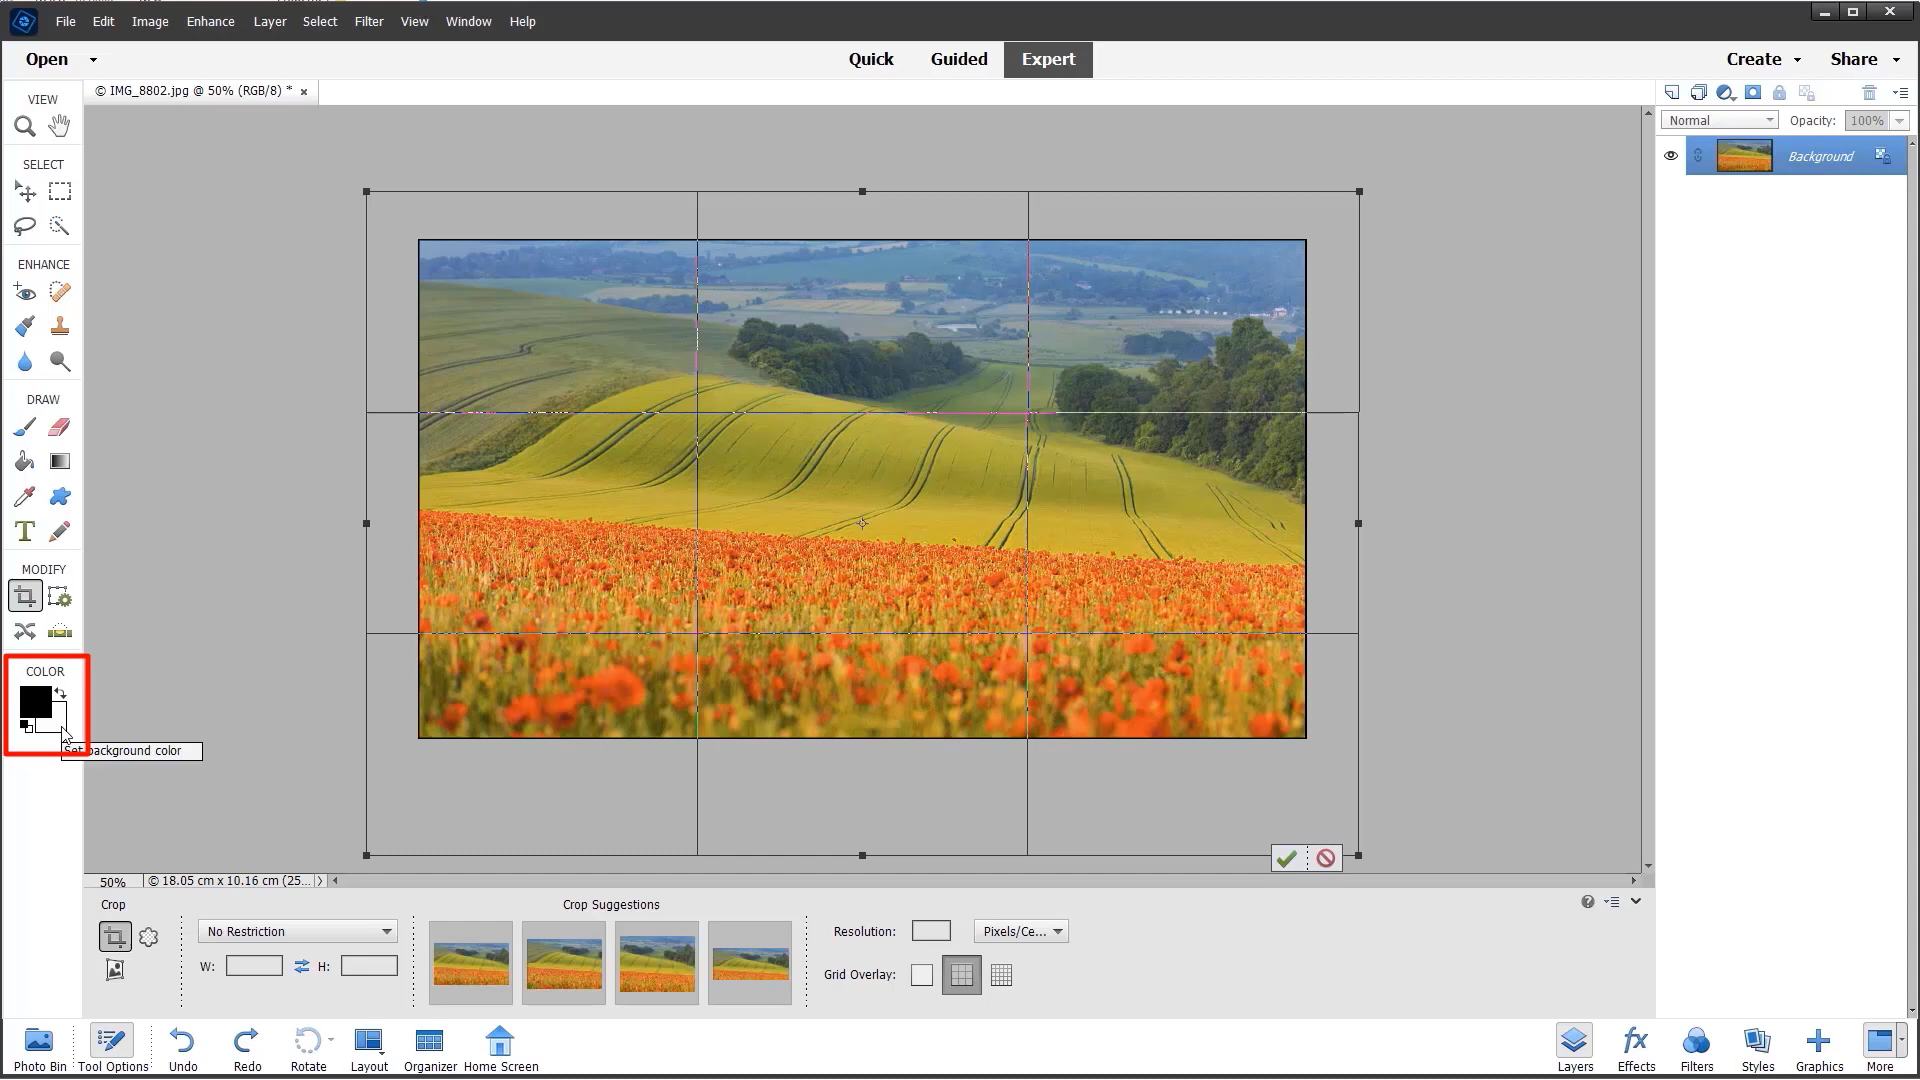 File Edit Image Enhance Layer Select Filter View Window Help
Open Quick Guided Expert Create Share
VIEW
© IMG_8802.jpg @ 50% (RGB/8) * ×
Normal Opacity: 100%
Background
SELECT
ENHANCE
DRAW
MODIFY
COLOR
Set background color
50% © 18.05 cm x 10.16 cm (25...
Crop
Crop Suggestions
No Restriction
W: H:
Resolution: Pixels/Ce...
Grid Overlay:
Photo Bin Tool Options Undo Redo Rotate Layout Organizer Home Screen Layers Effects Filters Styles Graphics More